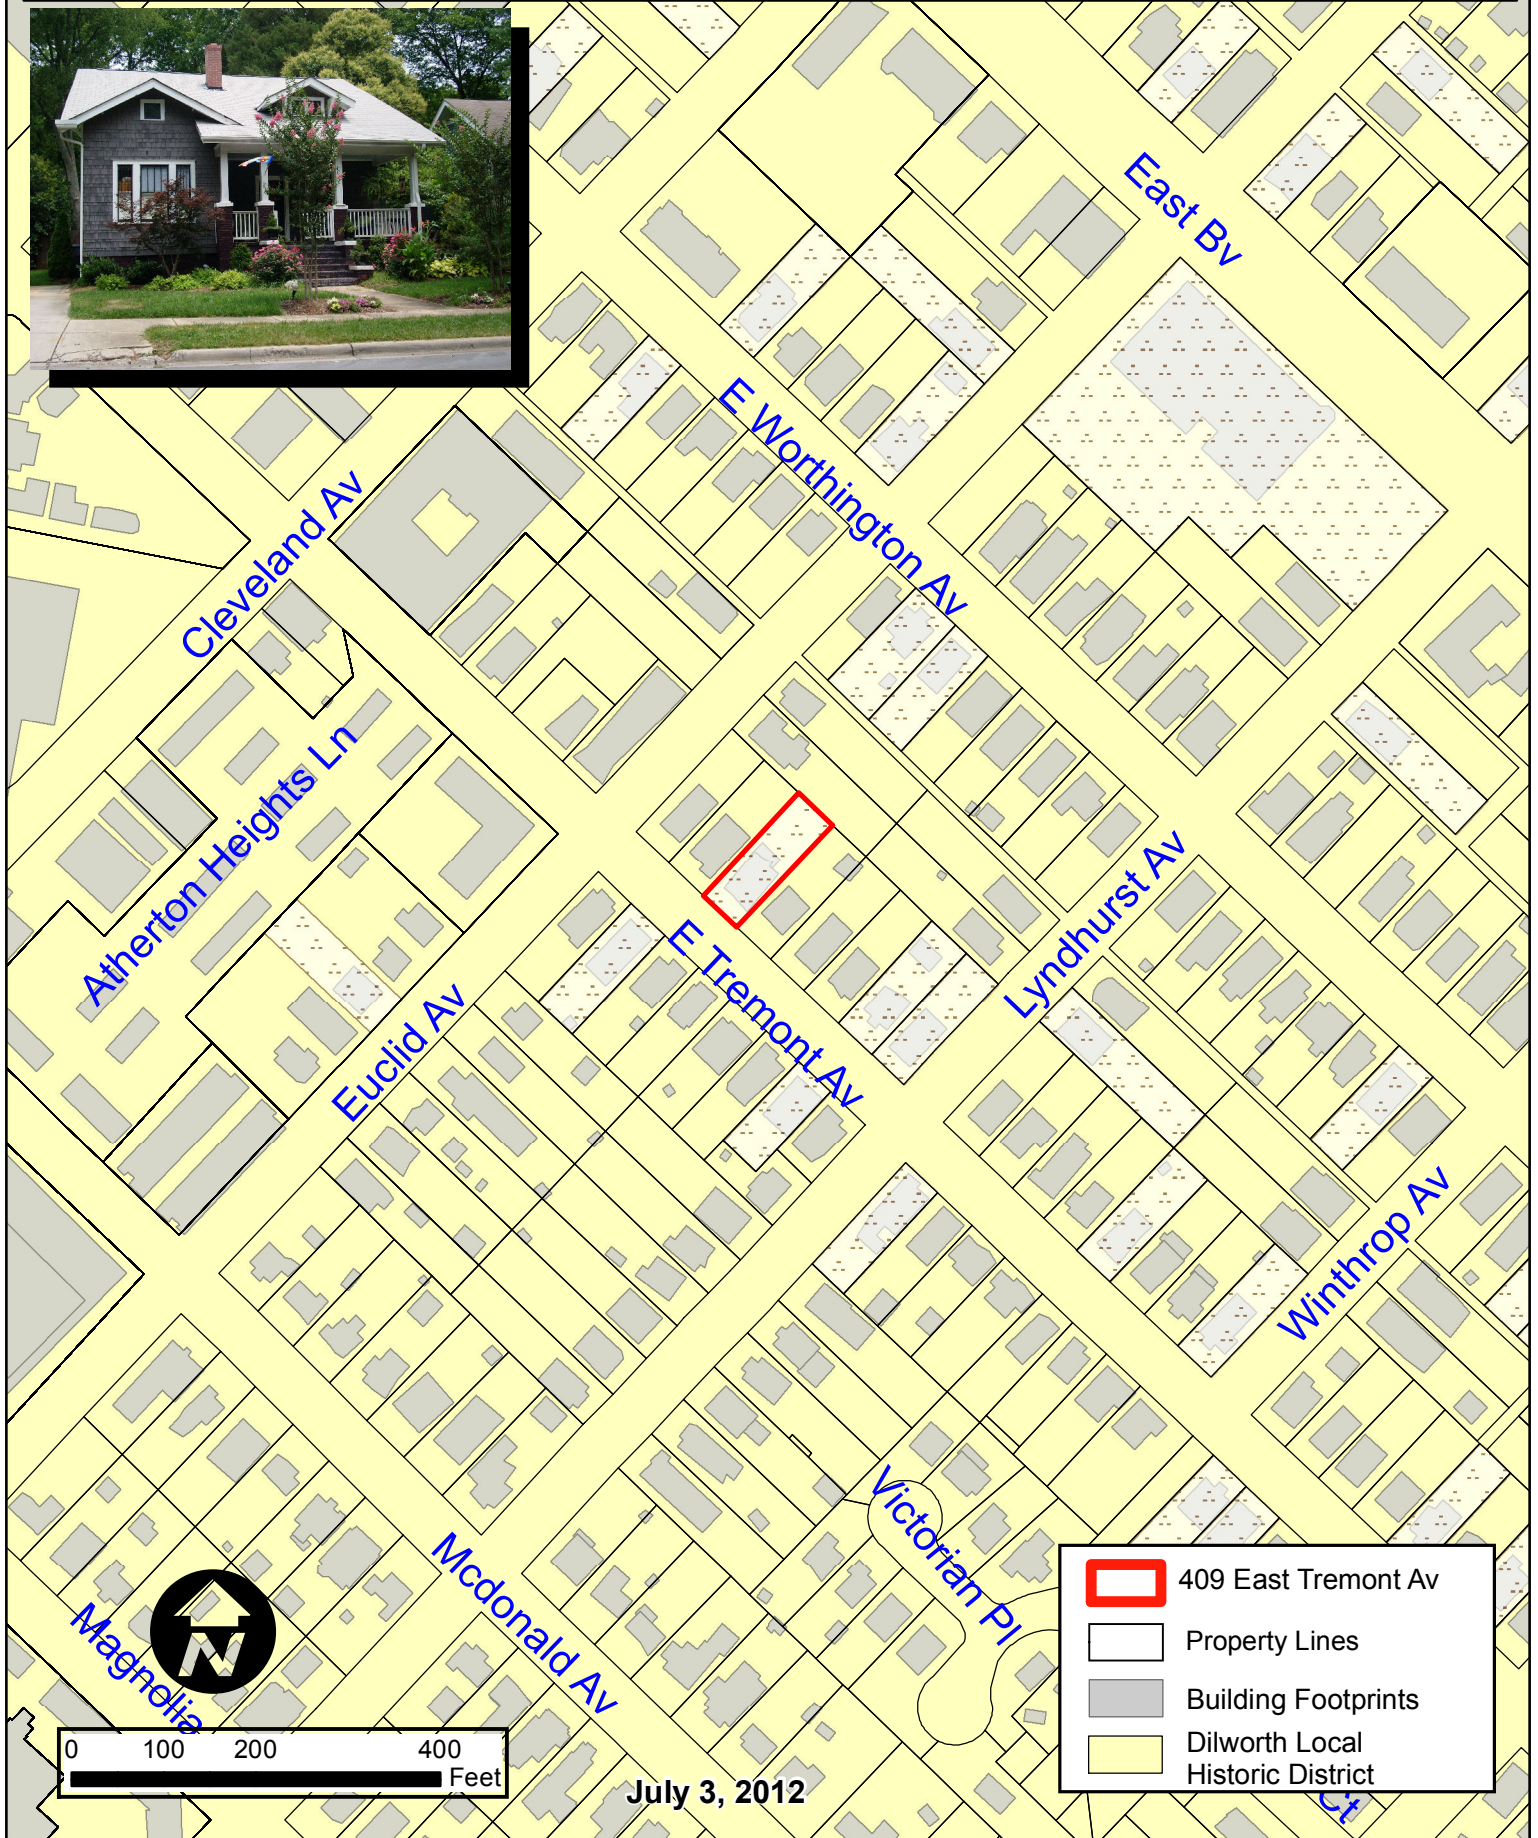 East Bv
E Worthington Av
Cleveland Av
Atherton Heights Ln
Lyndhurst Av
E Tremont Av
Euclid Av
Winthrop Av
Victorian Pl
Mcdonald Av
Magnolia
N
0 100 200 400
Feet
July 3, 2012
409 East Tremont Av
Property Lines
Building Footprints
Dilworth Local
Historic District
Ct